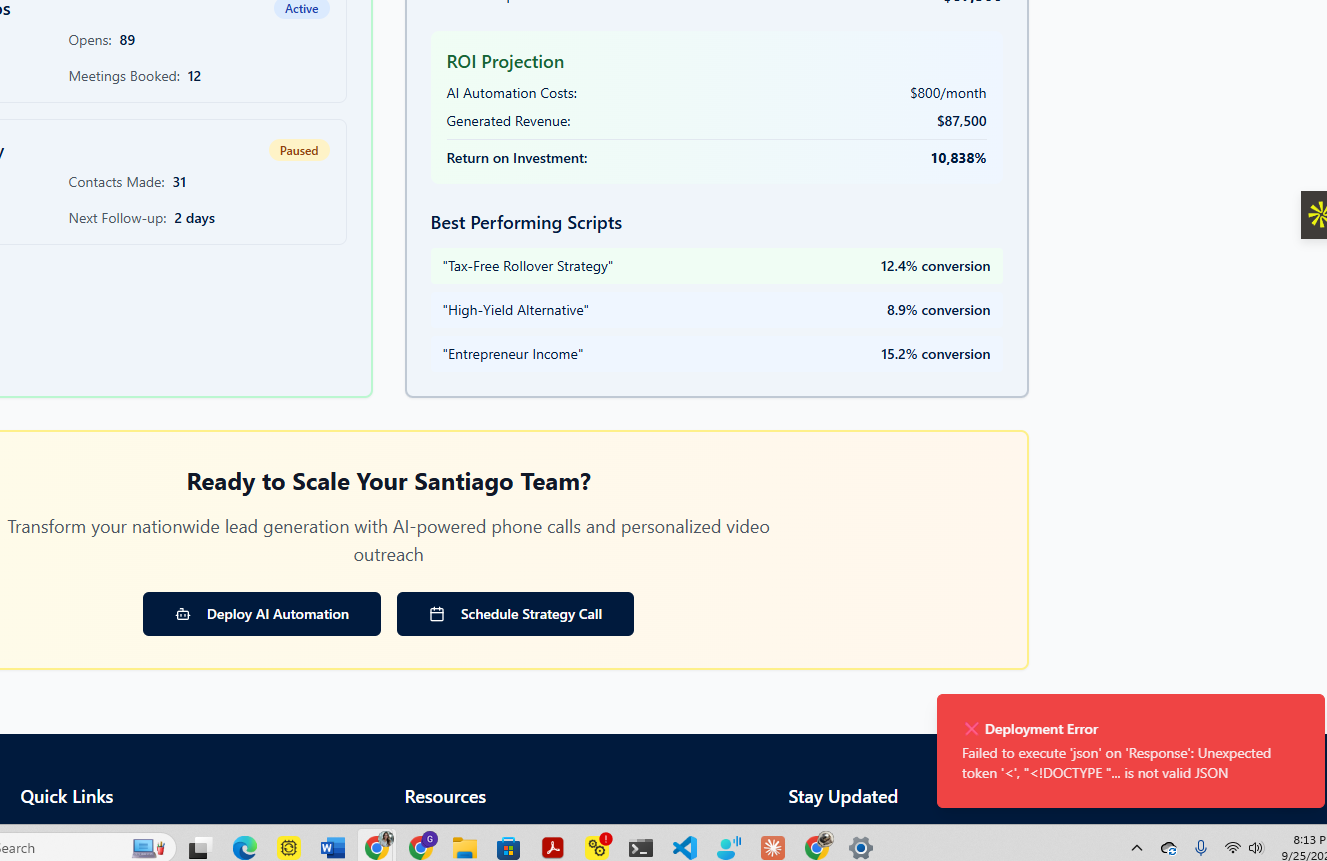 Active
Opens: 89
Meetings Booked: 12
Paused
Contacts Made: 31
Next Follow-up: 2 days
ROI Projection
AI Automation Costs: $800/month
Generated Revenue: $87,500
Return on Investment: 10,838%
Best Performing Scripts
"Tax-Free Rollover Strategy" 12.4% conversion
"High-Yield Alternative" 8.9% conversion
"Entrepreneur Income" 15.2% conversion
Ready to Scale Your Santiago Team?
Transform your nationwide lead generation with AI-powered phone calls and personalized video
outreach
Deploy AI Automation
Schedule Strategy Call
Deployment Error
Failed to execute 'json' on 'Response': Unexpected
token '<', "<!DOCTYPE "... is not valid JSON
Quick Links
Resources
Stay Updated
earch
G
8:13 P
9/25/202